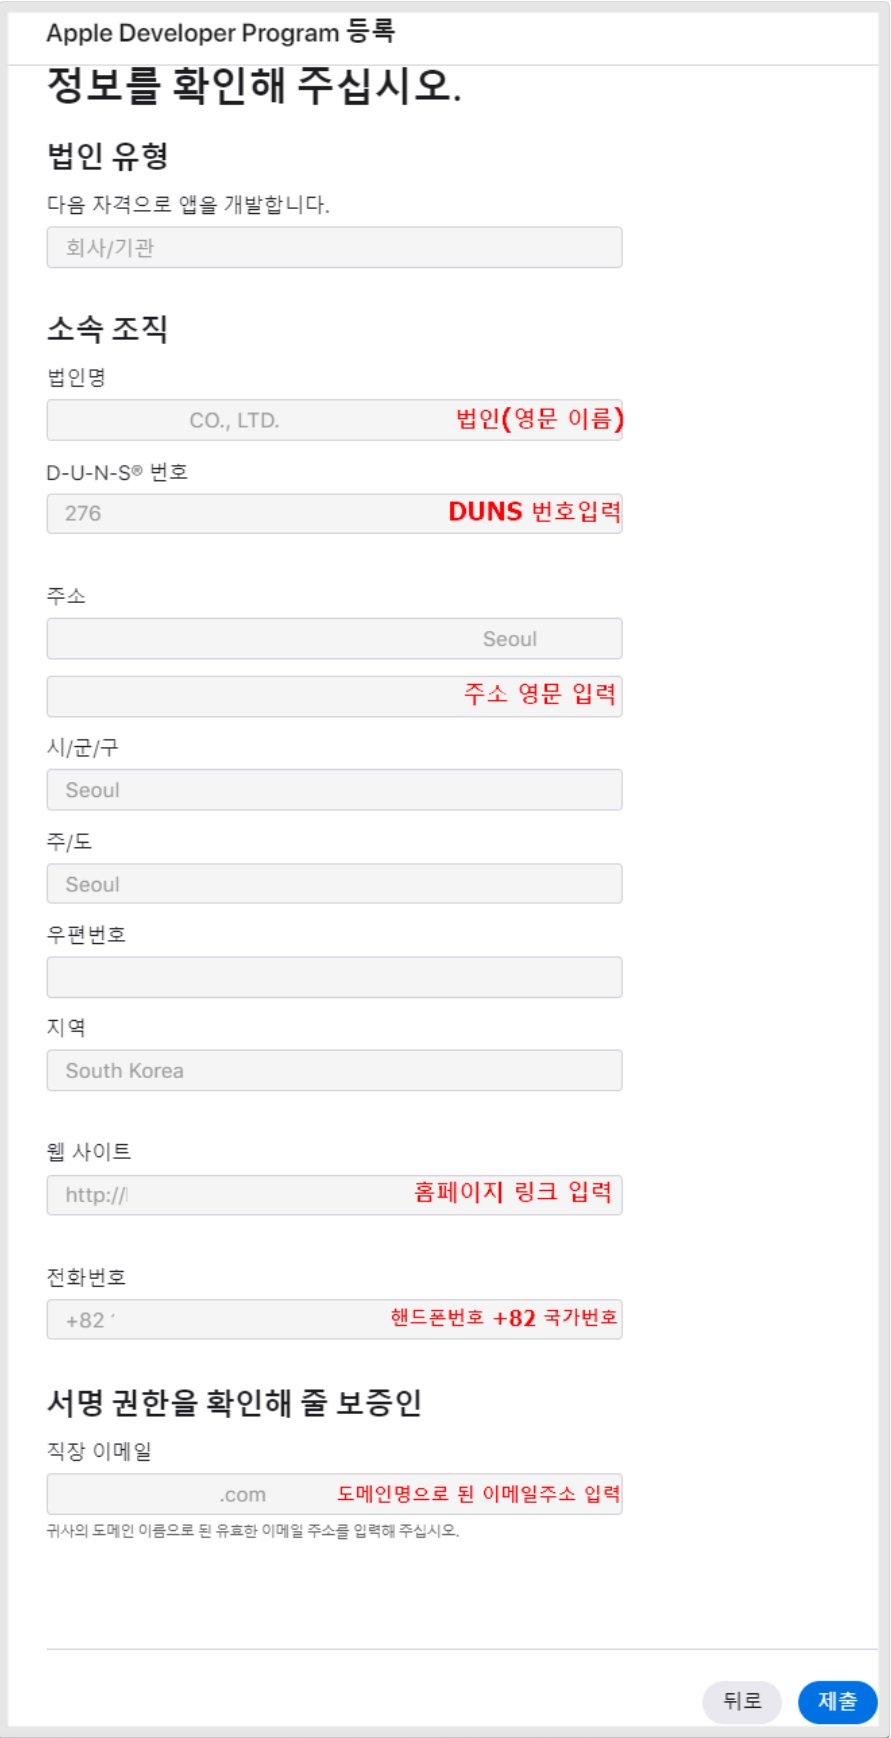 Apple Developer Program 등록
정보를 확인해 주십시오.
법인 유형
다음 자격으로 앱을 개발합니다.
회사/기관
소속 조직
법인명
CO., LTD. 법인(영문 이름)
D-U-N-S® 번호
276 DUNS 번호입력
주소
Seoul
주소 영문 입력
시/군/구
Seoul
주/도
Seoul
우편번호
지역
South Korea
웹 사이트
http:// 홈페이지 링크 입력
전화번호
+82 핸드폰번호 +82 국가번호
서명 권한을 확인해 줄 보증인
직장 이메일
.com 도메인명으로 된 이메일주소 입력
귀사의 도메인 이름으로 된 유효한 이메일 주소를 입력해 주십시오.
뒤로 제출